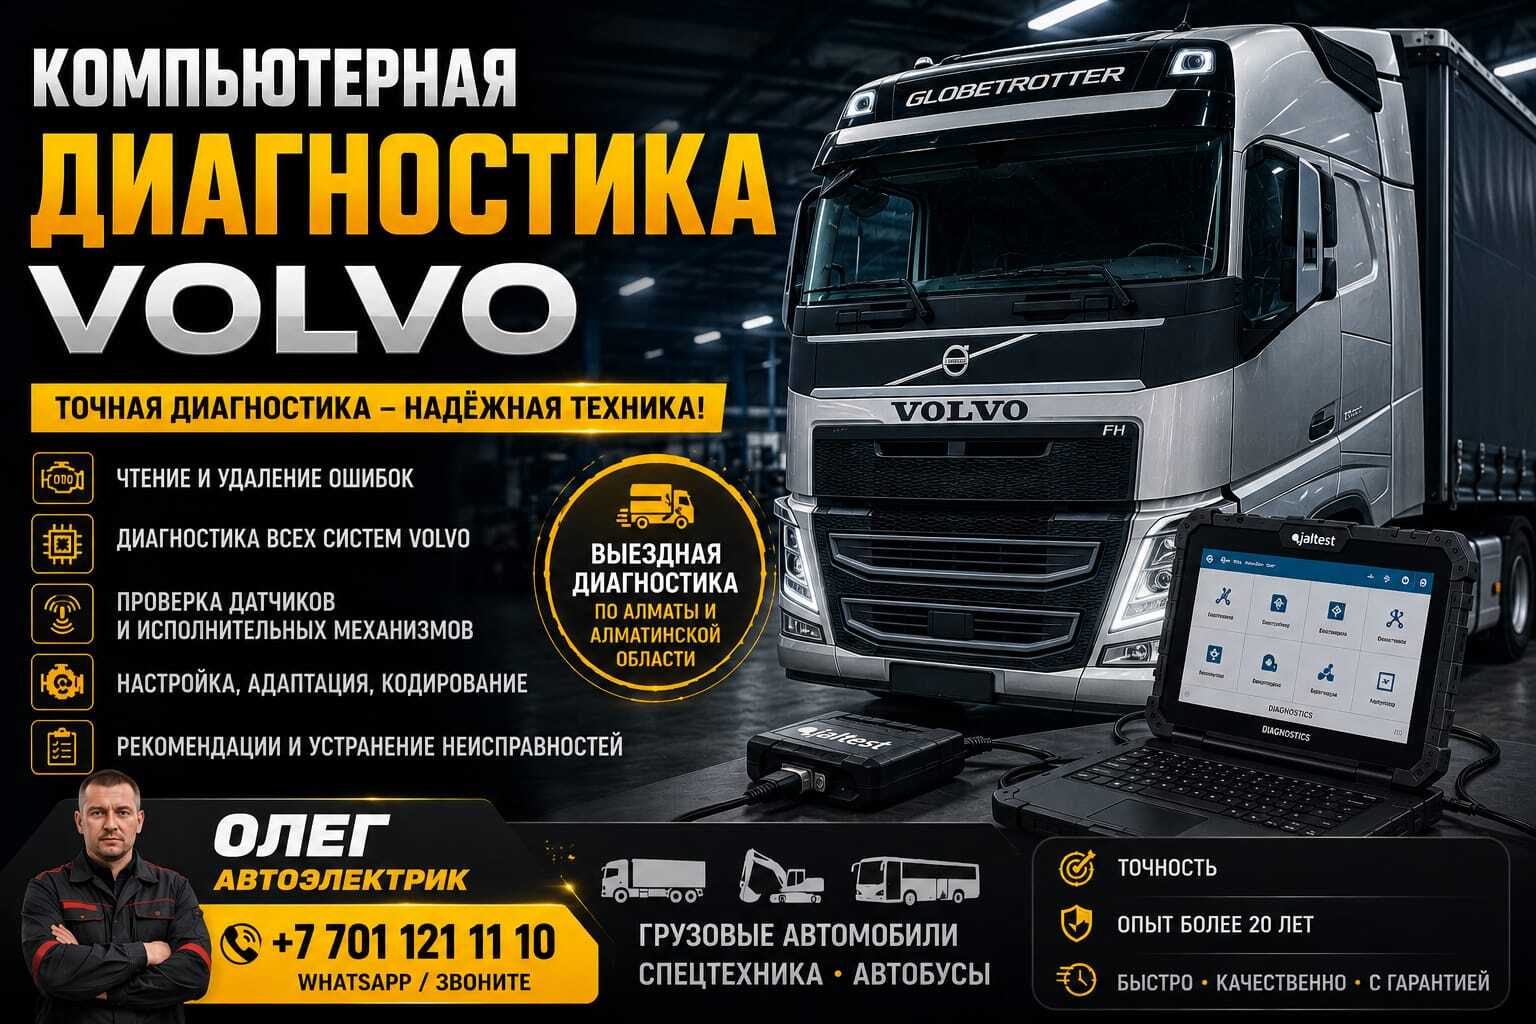 КОМПЬЮТЕРНАЯ
ДИАГНОСТИКА
VOLVO
ТОЧНАЯ ДИАГНОСТИКА – НАДЁЖНАЯ ТЕХНИКА!
ЧТЕНИЕ И УДАЛЕНИЕ ОШИБОК
ДИАГНОСТИКА ВСЕХ СИСТЕМ VOLVO
ПРОВЕРКА ДАТЧИКОВ
И ИСПОЛНИТЕЛЬНЫХ МЕХАНИЗМОВ
НАСТРОЙКА, АДАПТАЦИЯ, КОДИРОВАНИЕ
РЕКОМЕНДАЦИИ И УСТРАНЕНИЕ НЕИСПРАВНОСТЕЙ
ВЫЕЗДНАЯ
ДИАГНОСТИКА
ПО АЛМАТЫ И
АЛМАТИНСКОЙ
ОБЛАСТИ
GLOBETROTTER
VOLVO
FH
jaltest
DIAGNOSTICS
DIAGNOSTICS
jaltest
ОЛЕГ
АВТОЭЛЕКТРИК
+7 701 121 11 10
WHATSAPP / ЗВОНИТЕ
ГРУЗОВЫЕ АВТОМОБИЛИ
СПЕЦТЕХНИКА • АВТОБУСЫ
ТОЧНОСТЬ
ОПЫТ БОЛЕЕ 20 ЛЕТ
БЫСТРО • КАЧЕСТВЕННО • С ГАРАНТИЕЙ